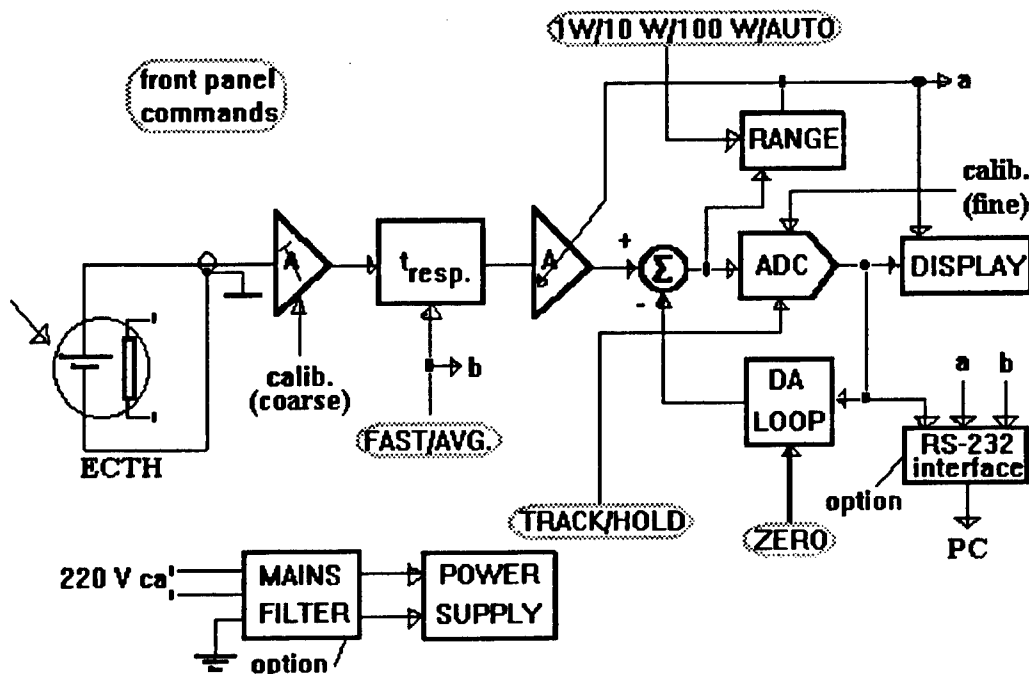 1W/10 W/100 W/AUTO
front panel
commands
a
RANGE
calib.
(fine)
A
t resp.
A
+
Σ
-
ADC
DISPLAY
calib.
(coarse)
b
FAST/AVG.
DA
LOOP
a
b
RS-232
interface
option
ECTH
TRACK/HOLD
ZERO
PC
220 V ca
MAINS
FILTER
POWER
SUPPLY
option